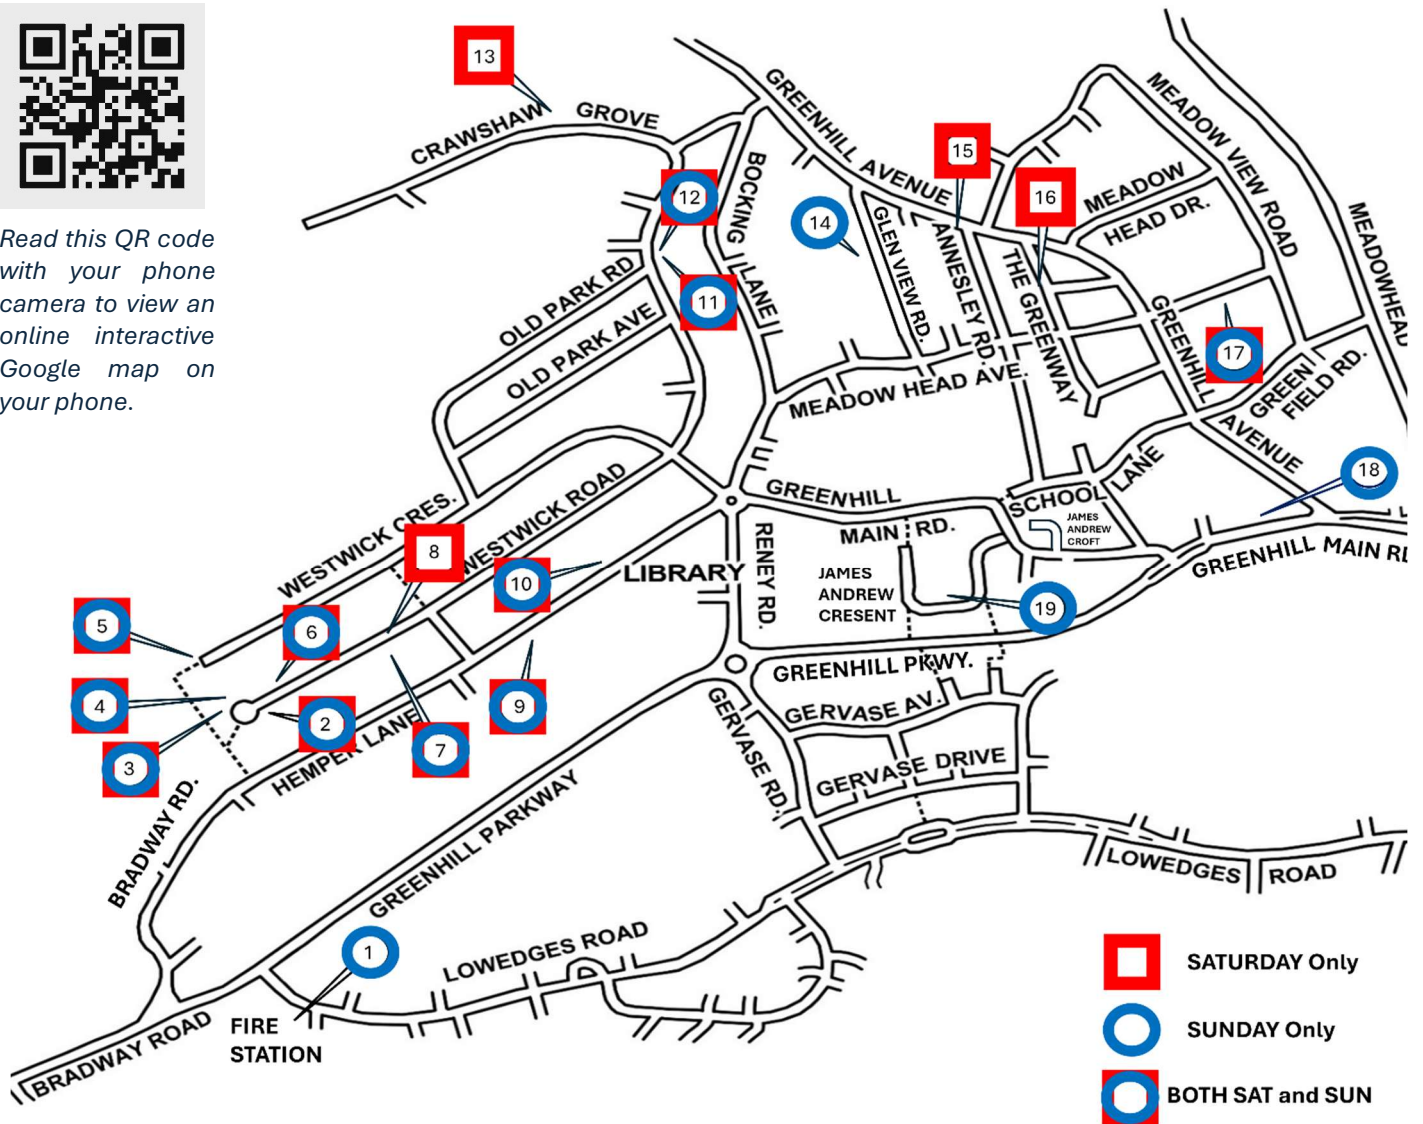 Read this QR code
with your phone
camera to view an
online interactive
Google map on
your phone.
13
CRAWSHAW GROVE
GREENHILL AVENUE
MEADOW VIEW ROAD
MEADOWHEAD
15
16
MEADOW
HEAD DR.
12
BOCKING LANE
14
GLEN VIEW RD.
ANNESLEY RD.
THE GREENWAY
11
OLD PARK RD
OLD PARK AVE
GREENHILL
17
GREEN
FIELD RD.
MEADOW HEAD AVE.
AVENUE
18
SCHOOL LANE
GREENHILL
MAIN RD.
JAMES
ANDREW
CROFT
GREENHILL MAIN RD
WESTWICK CRES.
WESTWICK ROAD
8
10
LIBRARY
RENEY RD.
JAMES
ANDREW
CRESENT
19
5
6
4
2
9
3
7
GREENHILL PKWY.
HEMPER LANE
GERVASE RD.
GERVASE AV.
GERVASE DRIVE
BRADWAY RD.
GREENHILL PARKWAY
LOWEDGES ROAD
1
LOWEDGES ROAD
FIRE
STATION
BRADWAY ROAD
SATURDAY Only
SUNDAY Only
BOTH SAT and SUN